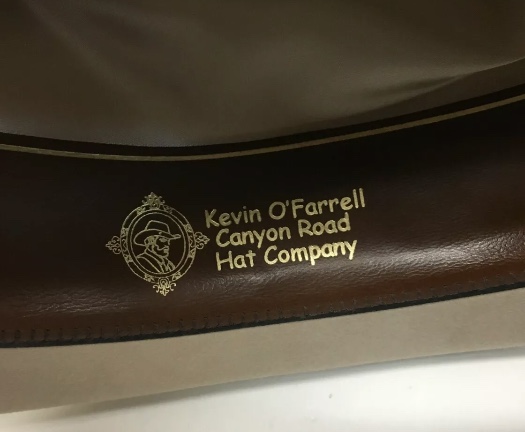 Kevin O'Farrell
Canyon Road
Hat Company